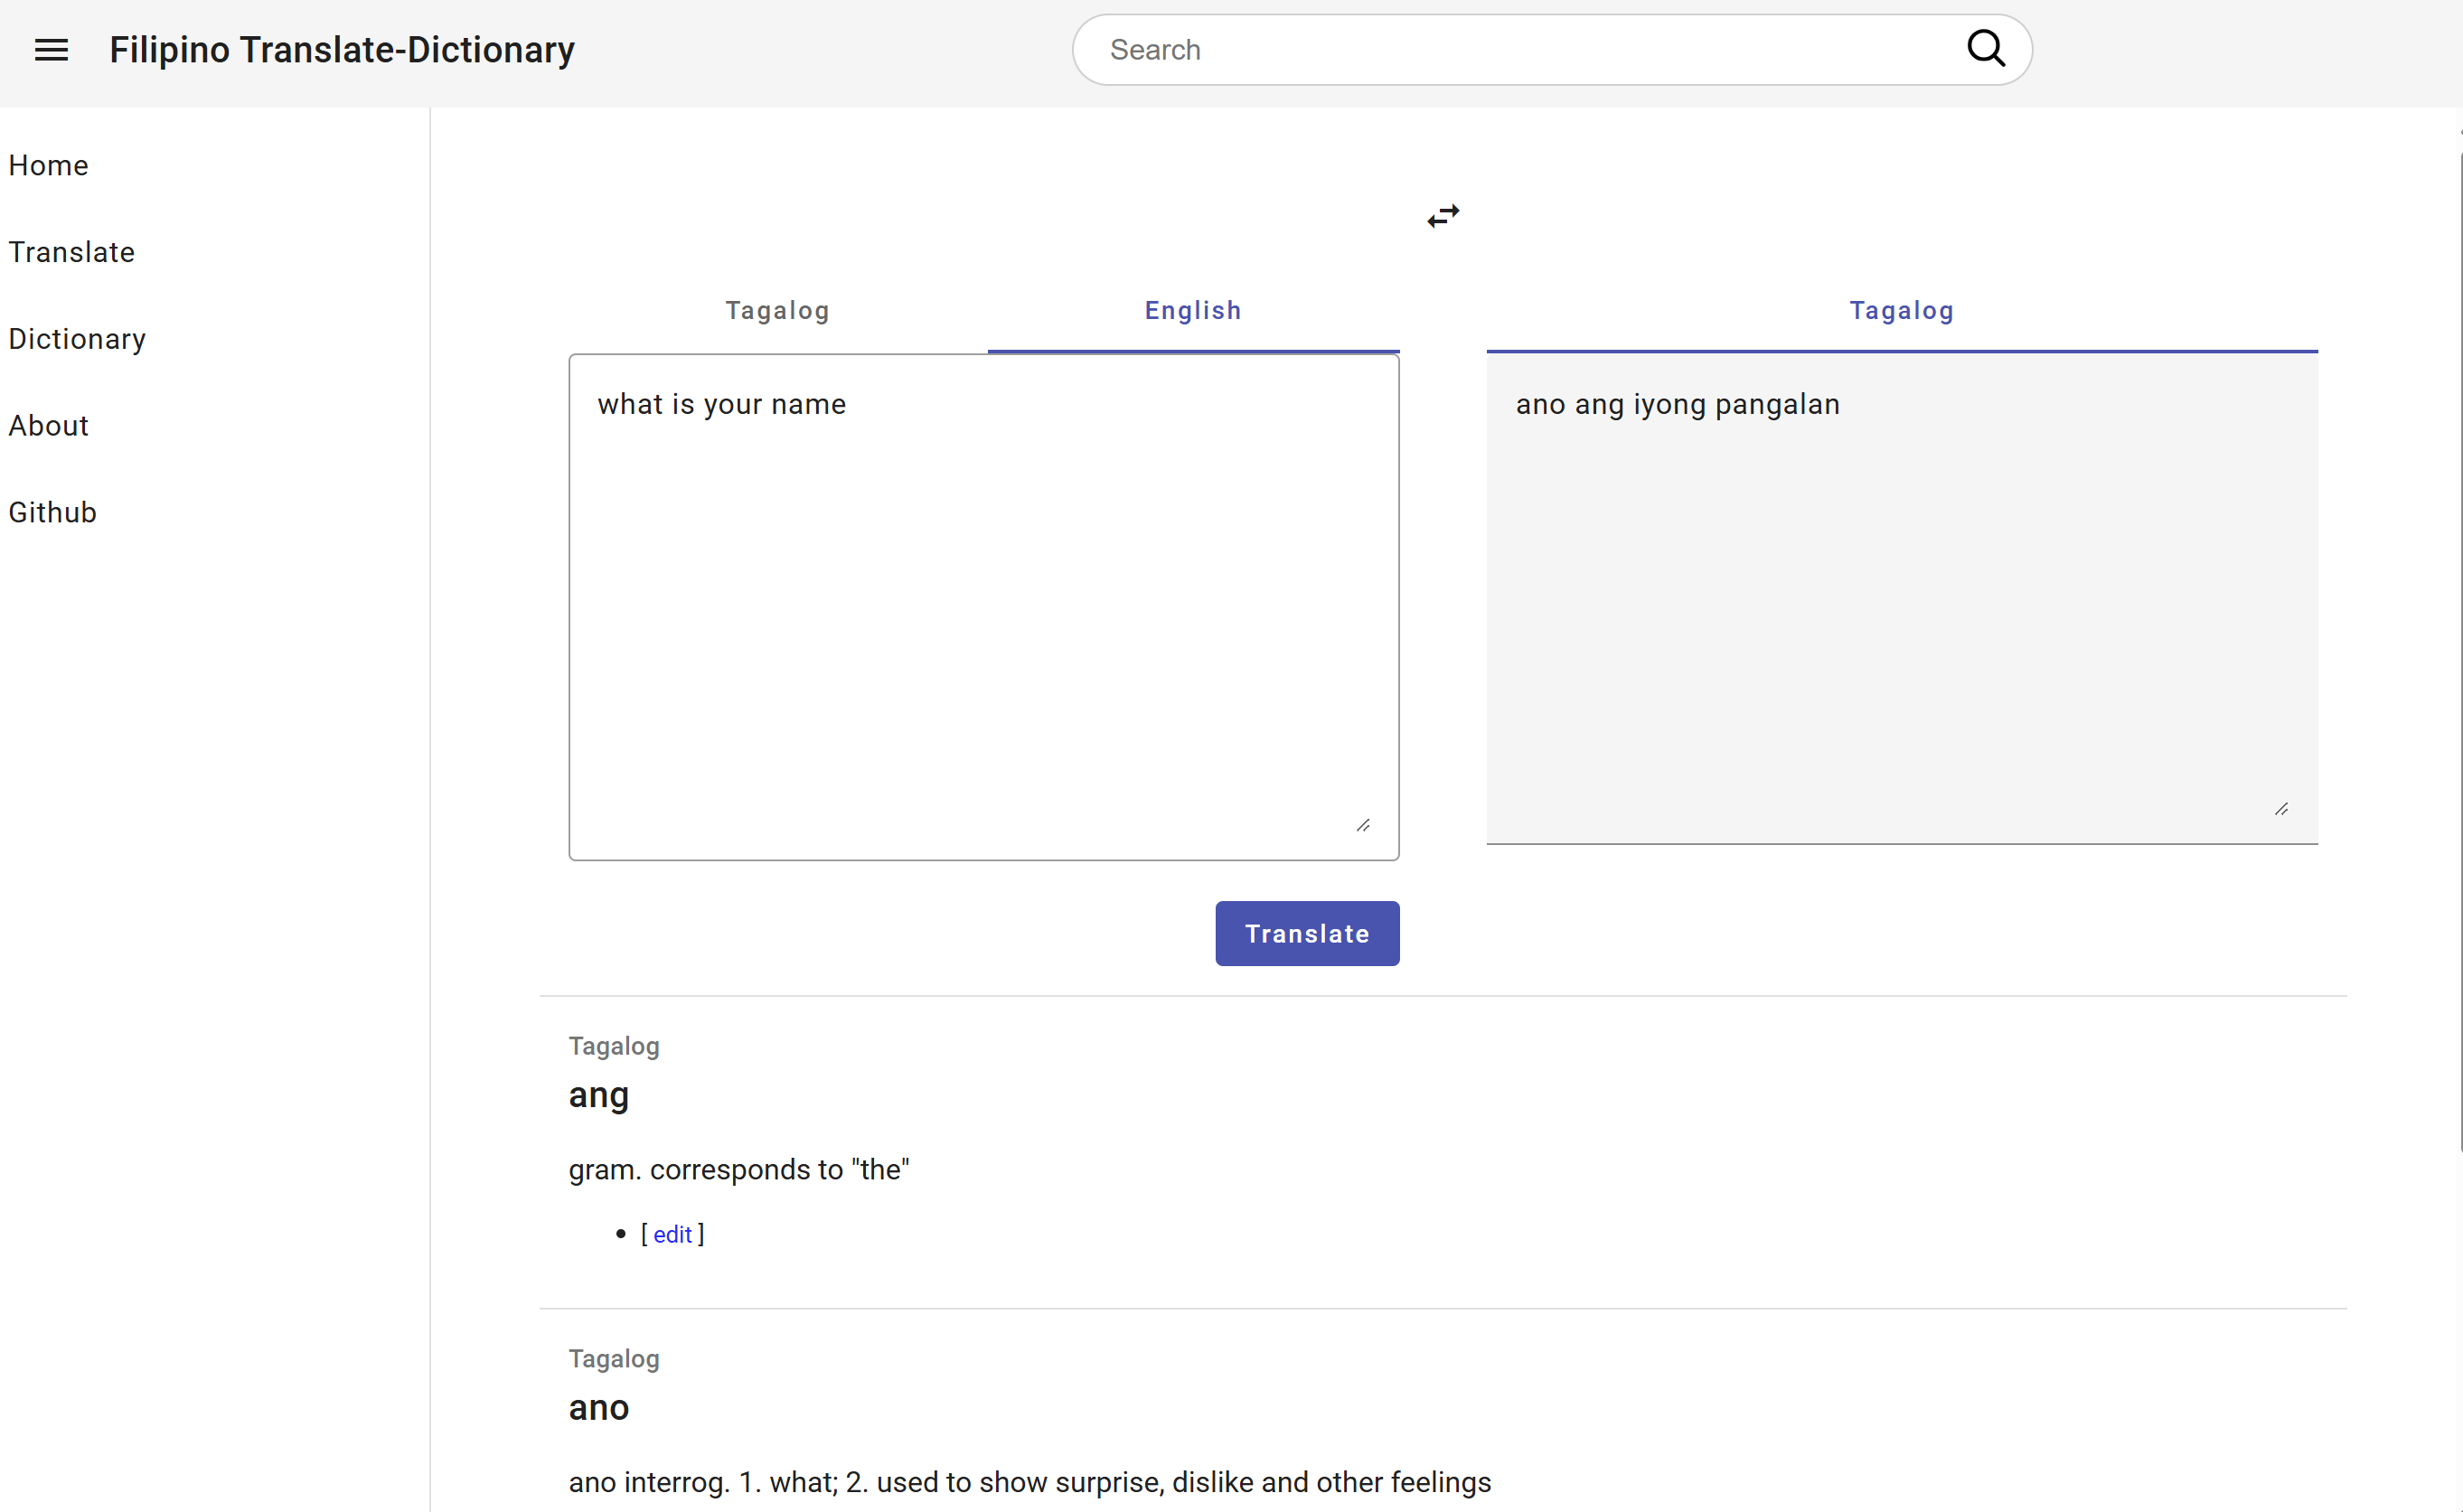 Filipino Translate-Dictionary
Search
Home
Translate
Dictionary
About
Github
Tagalog
English
Tagalog
what is your name
ano ang iyong pangalan
Translate
Tagalog
ang
gram. corresponds to "the"
[ edit ]
Tagalog
ano
ano interrog. 1. what; 2. used to show surprise, dislike and other feelings